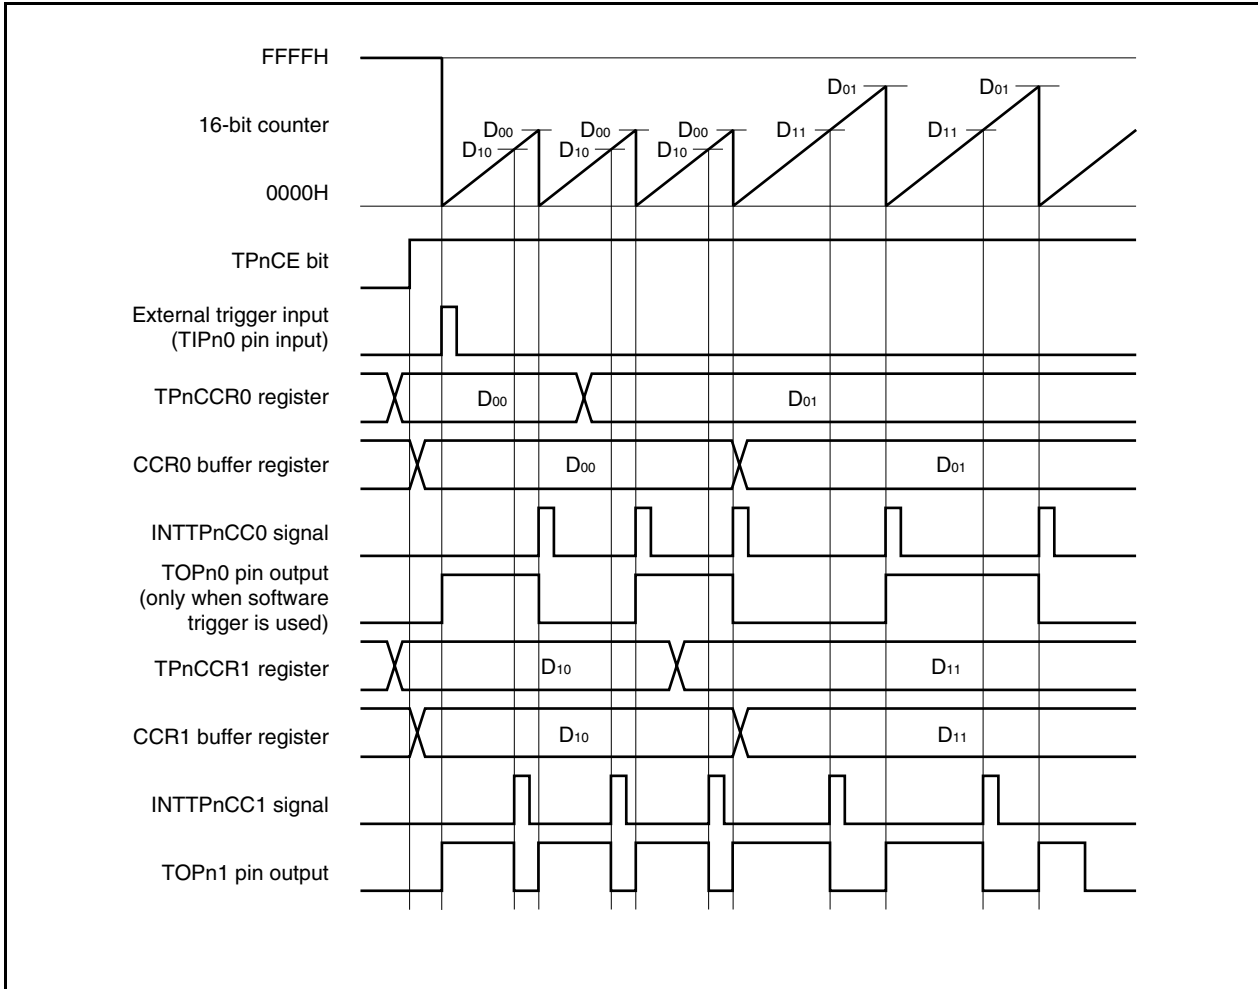 FFFFH
D01 D01
16-bit counter D00 D00 D00 D11 D11
D10 D10 D10
0000H
TPnCE bit
External trigger input
(TIPn0 pin input)
TPnCCR0 register D00 D01
CCR0 buffer register D00 D01
INTTPnCC0 signal
TOPn0 pin output
(only when software
trigger is used)
TPnCCR1 register D10 D11
CCR1 buffer register D10 D11
INTTPnCC1 signal
TOPn1 pin output